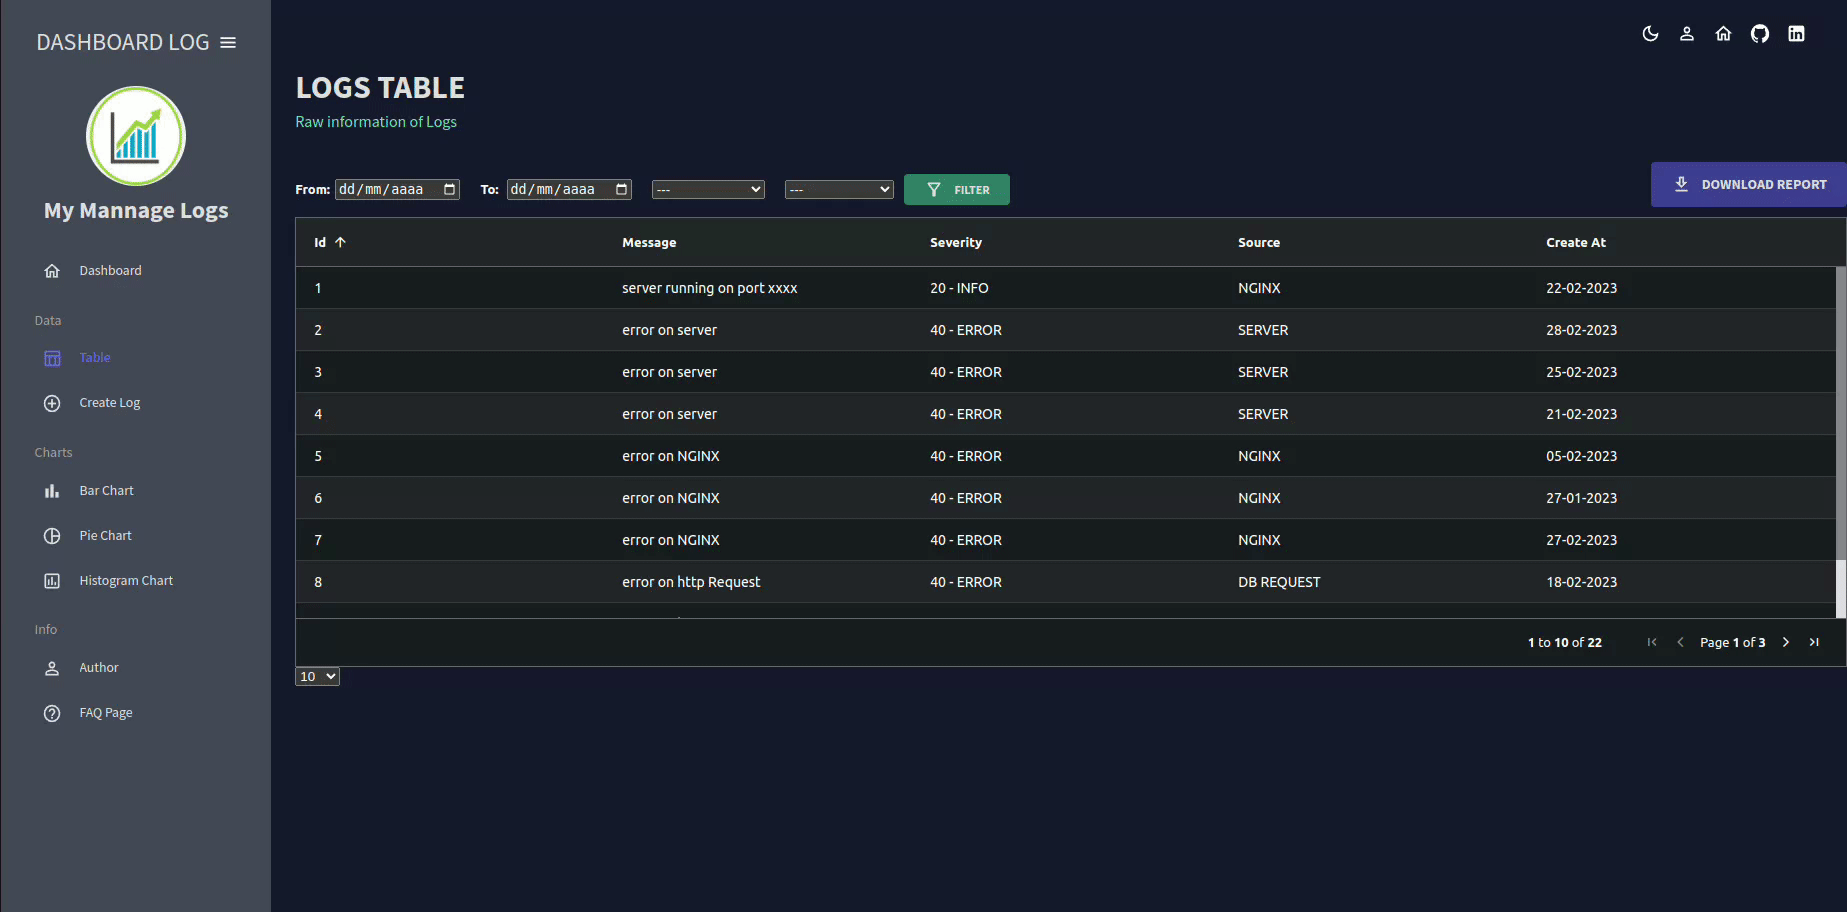 DASHBOARD LOG
My Mannage Logs
Dashboard
Data
Table
Create Log
Charts
Bar Chart
Pie Chart
Histogram Chart
Info
Author
FAQ Page
LOGS TABLE
Raw information of Logs
From: dd/mm/aaaa To: dd/mm/aaaa --- --- FILTER DOWNLOAD REPORT
Id Message Severity Source Create At
1 server running on port xxxx 20 - INFO NGINX 22-02-2023
2 error on server 40 - ERROR SERVER 28-02-2023
3 error on server 40 - ERROR SERVER 25-02-2023
4 error on server 40 - ERROR SERVER 21-02-2023
5 error on NGINX 40 - ERROR NGINX 05-02-2023
6 error on NGINX 40 - ERROR NGINX 27-01-2023
7 error on NGINX 40 - ERROR NGINX 27-02-2023
8 error on http Request 40 - ERROR DB REQUEST 18-02-2023
1 to 10 of 22 Page 1 of 3
10